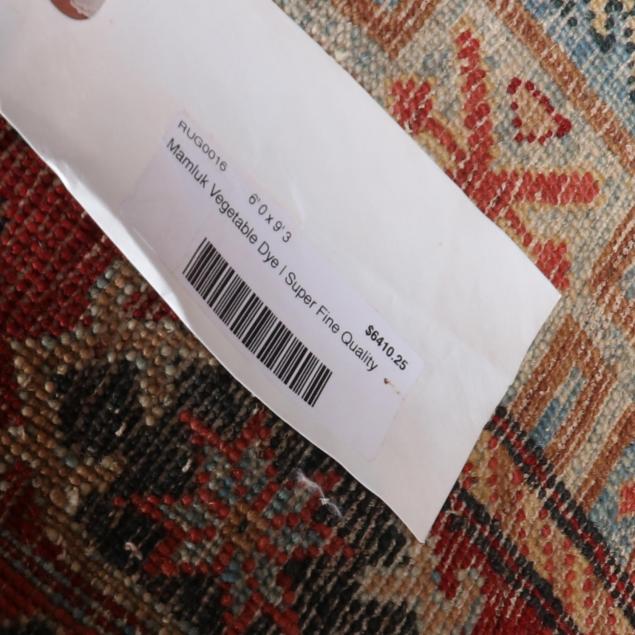 RUG0016 6'0 x 9'3
Mamluk Vegetable Dye | Super Fine Quality
$6410.25